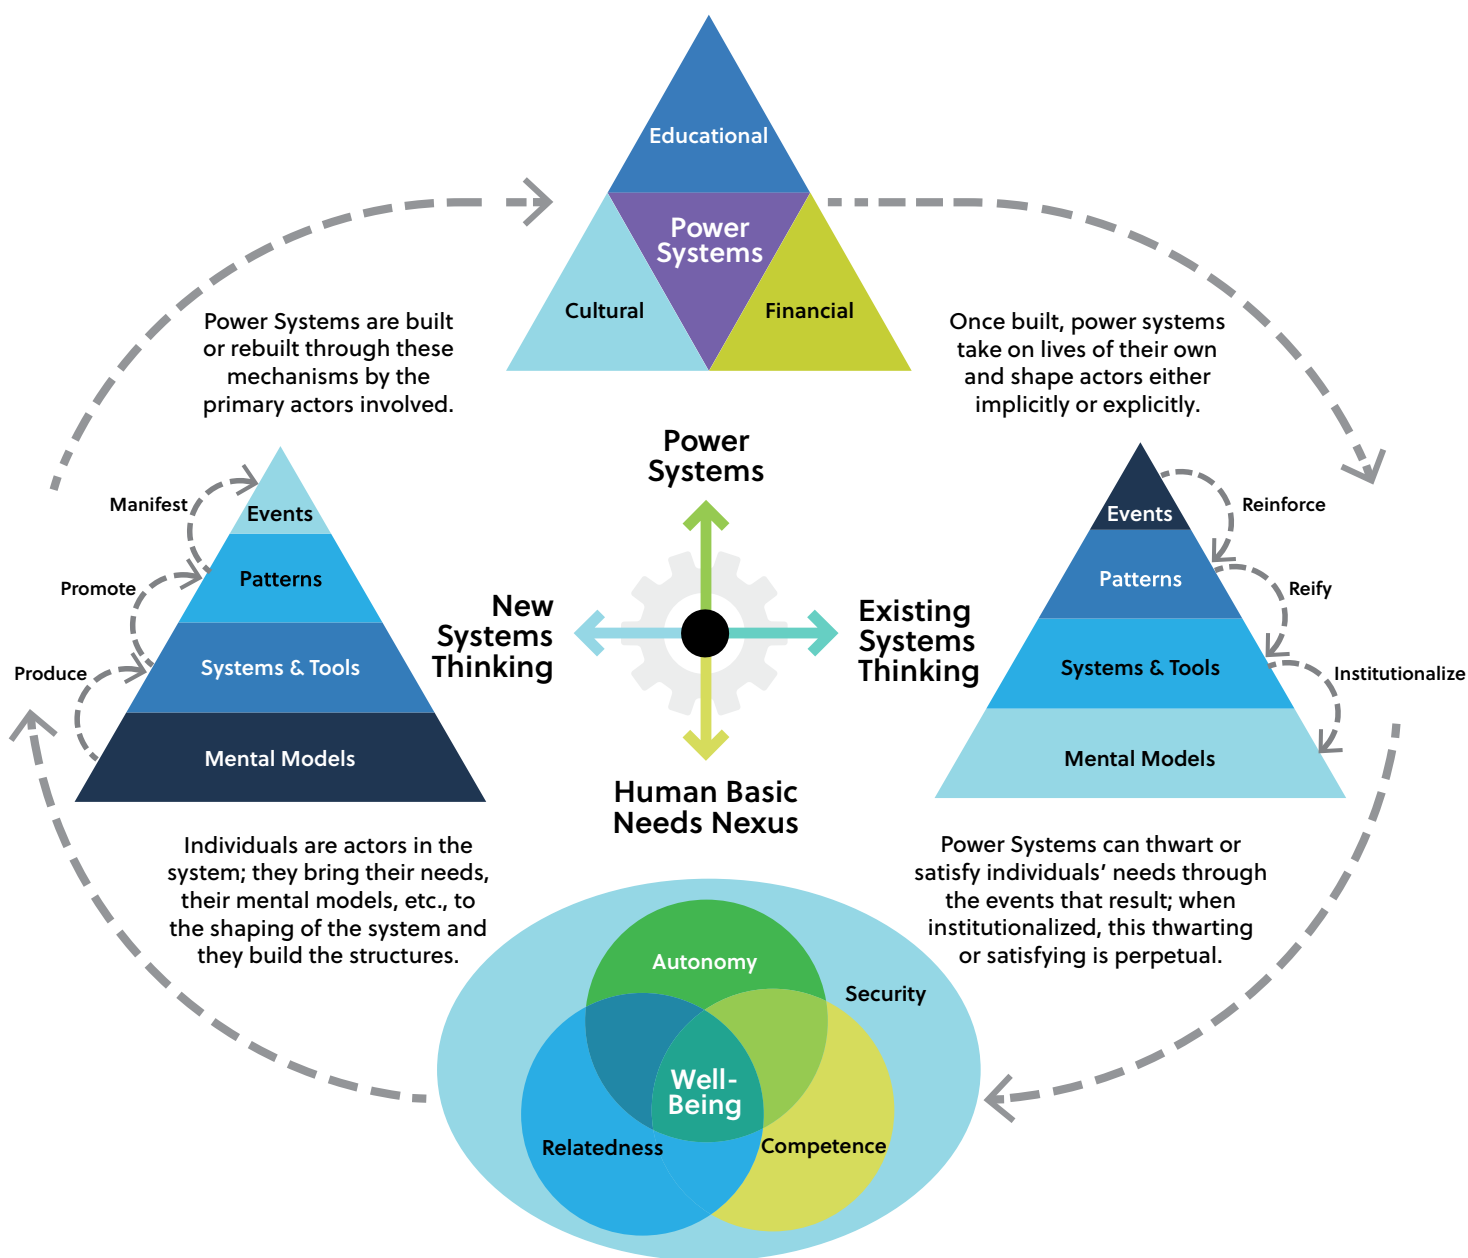 Educational
Power
Systems
Cultural
Financial
Power Systems are built
or rebuilt through these
mechanisms by the
primary actors involved.
Once built, power systems
take on lives of their own
and shape actors either
implicitly or explicitly.
Manifest
Promote
Produce
Events
Patterns
Systems & Tools
Mental Models
Power
Systems
New
Systems
Thinking
Existing
Systems
Thinking
Human Basic
Needs Nexus
Events
Patterns
Systems & Tools
Mental Models
Reinforce
Reify
Institutionalize
Individuals are actors in the
system; they bring their needs,
their mental models, etc., to
the shaping of the system and
they build the structures.
Power Systems can thwart or
satisfy individuals’ needs through
the events that result; when
institutionalized, this thwarting
or satisfying is perpetual.
Autonomy
Security
Well-
Being
Relatedness
Competence